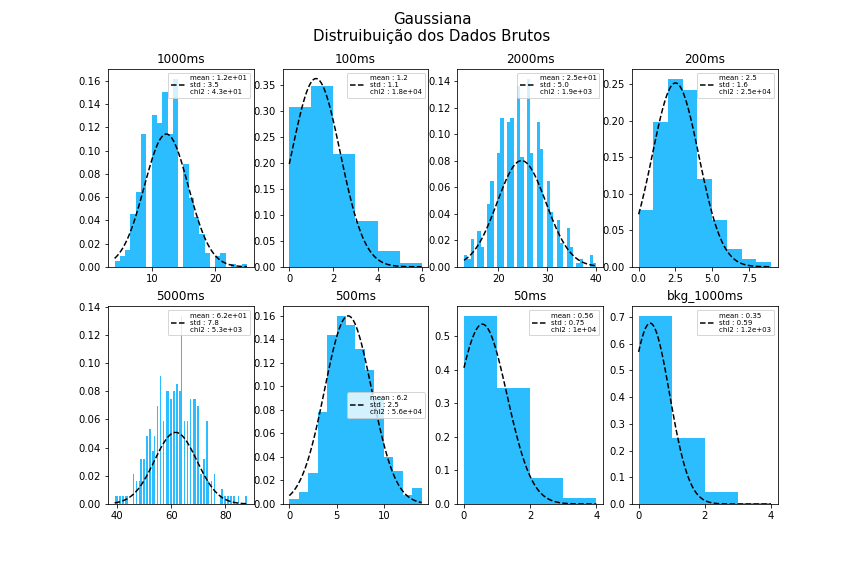 Gaussiana
Distruibuição dos Dados Brutos
1000ms
100ms
2000ms
200ms
mean : 1.2e+01
std : 3.5
chi2 : 4.3e+01
mean : 1.2
std : 1.1
chi2 : 1.8e+04
mean : 2.5e+01
std : 5.0
chi2 : 1.9e+03
mean : 2.5
std : 1.6
chi2 : 2.5e+04
0.16
0.14
0.12
0.10
0.08
0.06
0.04
0.02
0.00
10
20
0.35
0.30
0.25
0.20
0.15
0.10
0.05
0.00
0
2
4
6
0.14
0.12
0.10
0.08
0.06
0.04
0.02
0.00
20
30
40
0.25
0.20
0.15
0.10
0.05
0.00
0.0
2.5
5.0
7.5
5000ms
500ms
50ms
bkg_1000ms
mean : 6.2e+01
std : 7.8
chi2 : 5.3e+03
mean : 6.2
std : 2.5
chi2 : 5.6e+04
mean : 0.56
std : 0.75
chi2 : 1e+04
mean : 0.35
std : 0.59
chi2 : 1.2e+03
0.14
0.12
0.10
0.08
0.06
0.04
0.02
0.00
40
60
80
0.16
0.14
0.12
0.10
0.08
0.06
0.04
0.02
0.00
0
5
10
0.5
0.4
0.3
0.2
0.1
0.0
0
2
4
0.7
0.6
0.5
0.4
0.3
0.2
0.1
0.0
0
2
4